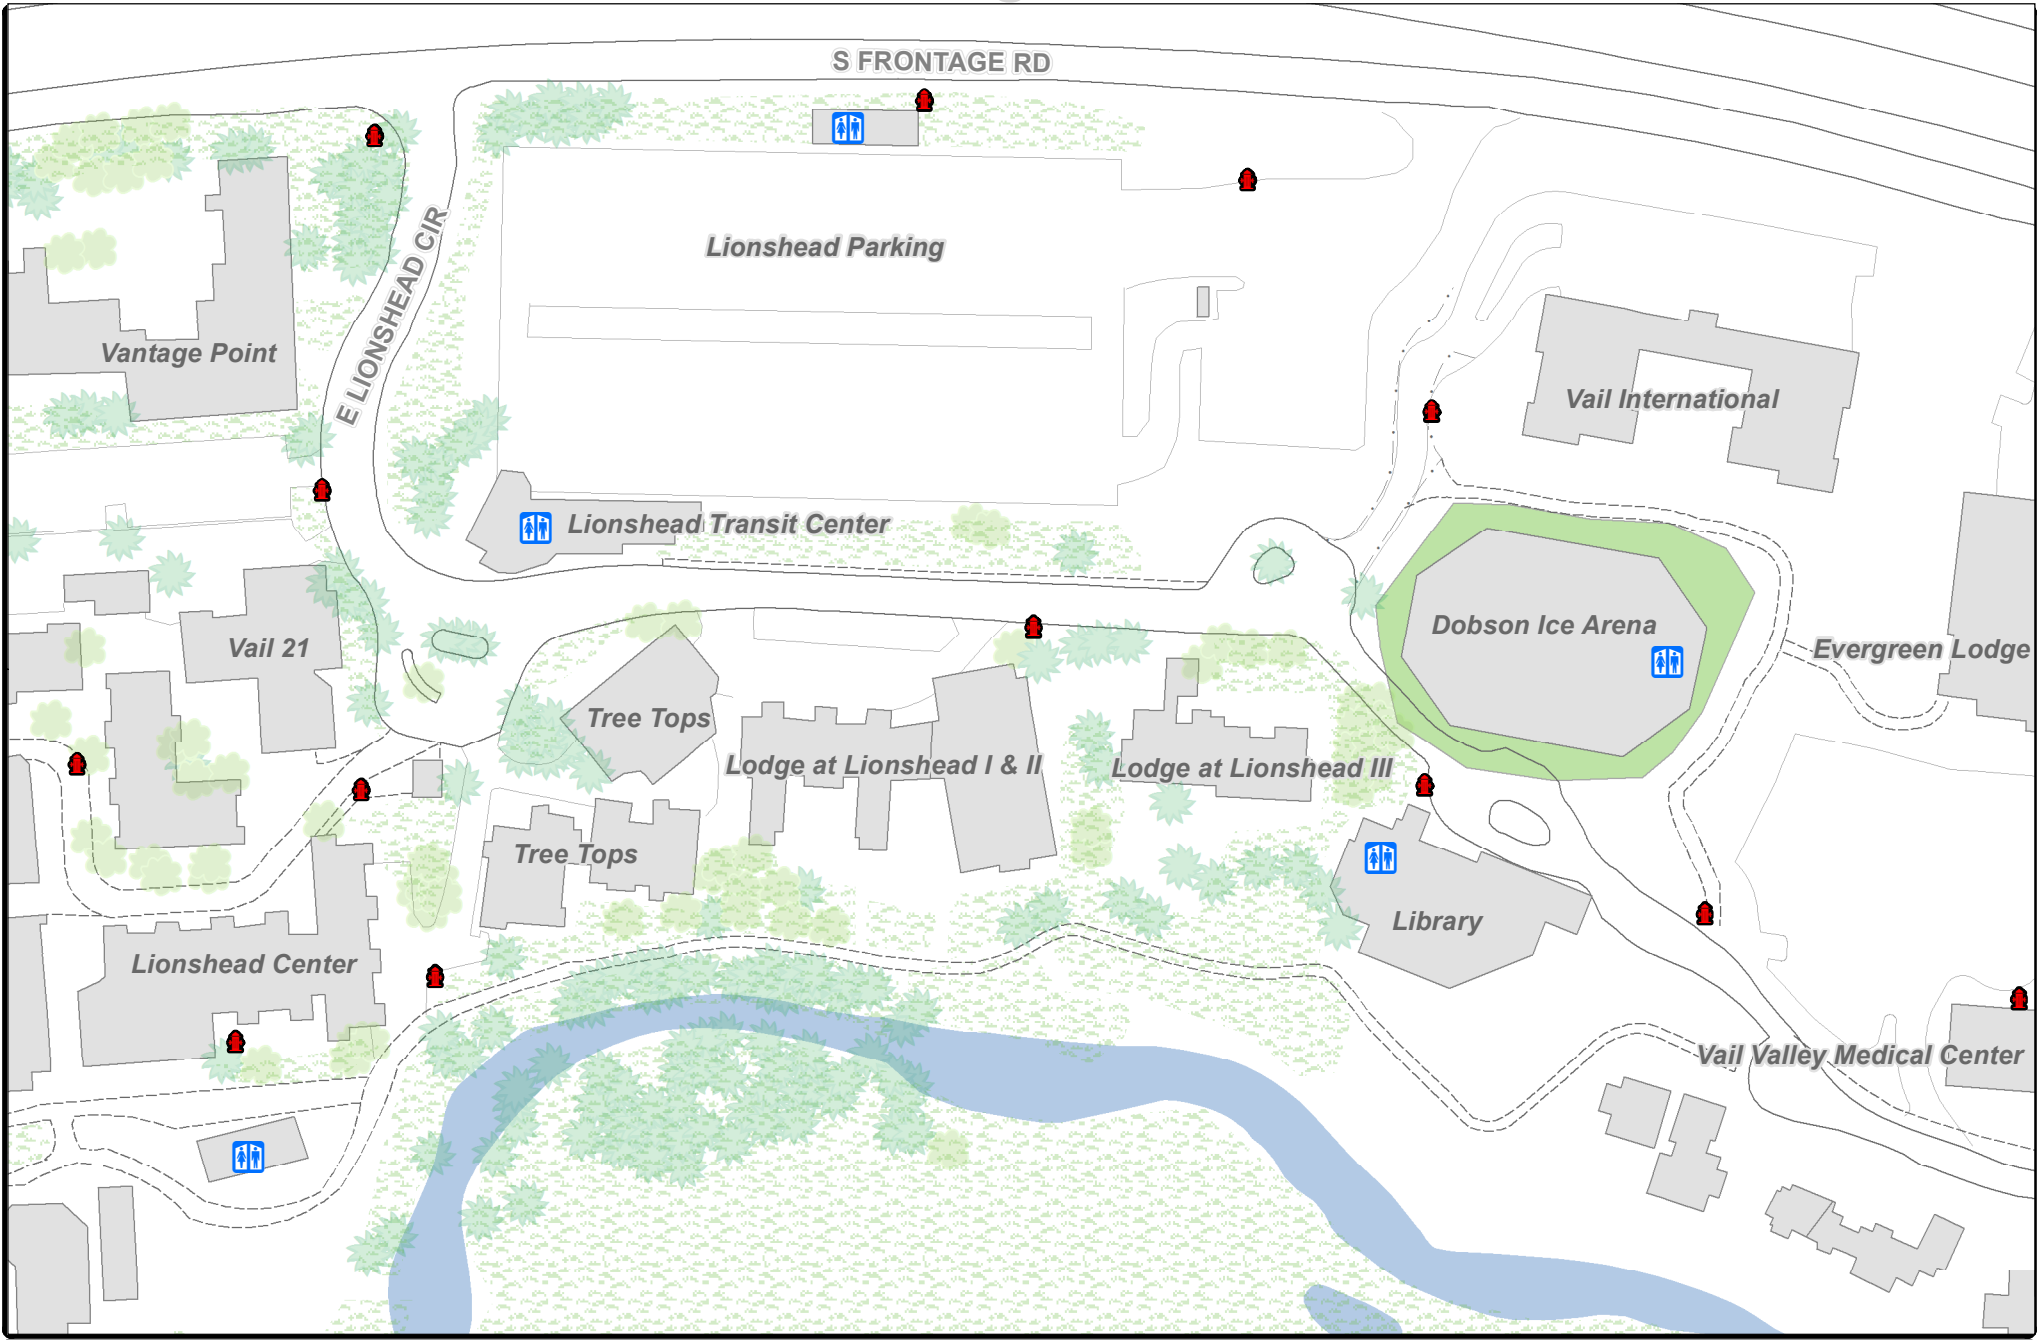 S FRONTAGE RD
E LIONSHEAD CIR
Lionshead Parking
Vantage Point
Vail International
Lionshead Transit Center
Dobson Ice Arena
Vail 21
Evergreen Lodge
Tree Tops
Lodge at Lionshead I & II
Lodge at Lionshead III
Tree Tops
Library
Lionshead Center
Vail Valley Medical Center